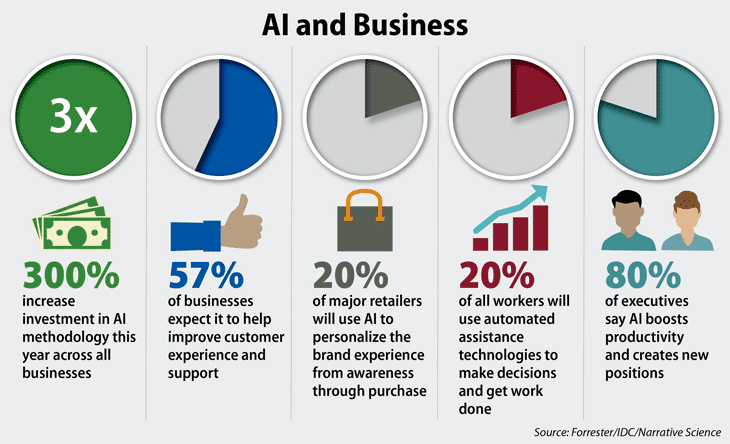 AI and Business
3x
300%
increase
investment in AI
methodology this
year across all
businesses
57%
of businesses
expect it to help
improve customer
experience and
support
20%
of major retailers
will use AI to
personalize the
brand experience
from awareness
through purchase
20%
of all workers will
use automated
assistance
technologies to
make decisions
and get work
done
80%
of executives
say AI boosts
productivity
and creates new
positions
Source: Forrester/IDC/Narrative Science